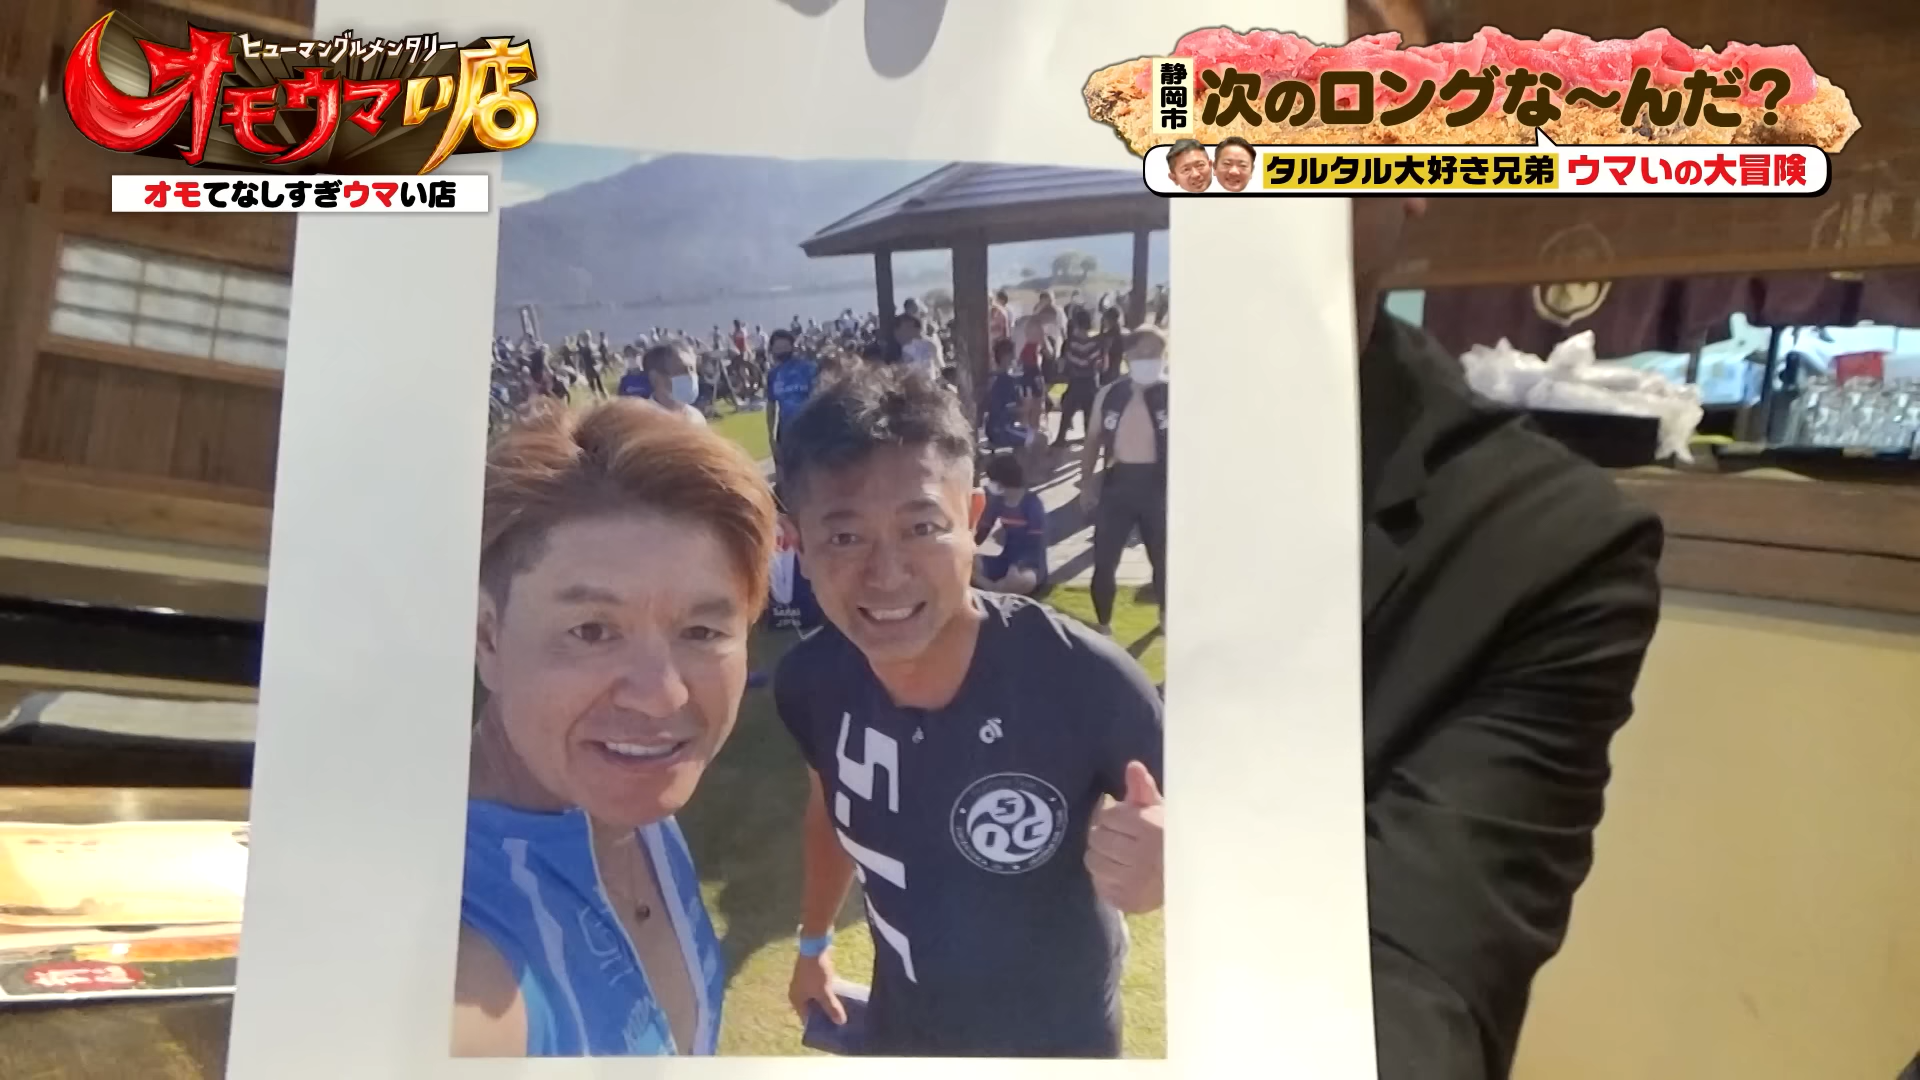 ヒューマングルメンタリー
オモウマい店
オモてなしすぎウマい店
静岡市
次のロングな〜んだ？
タルタル大好き兄弟 ウマいの大冒険